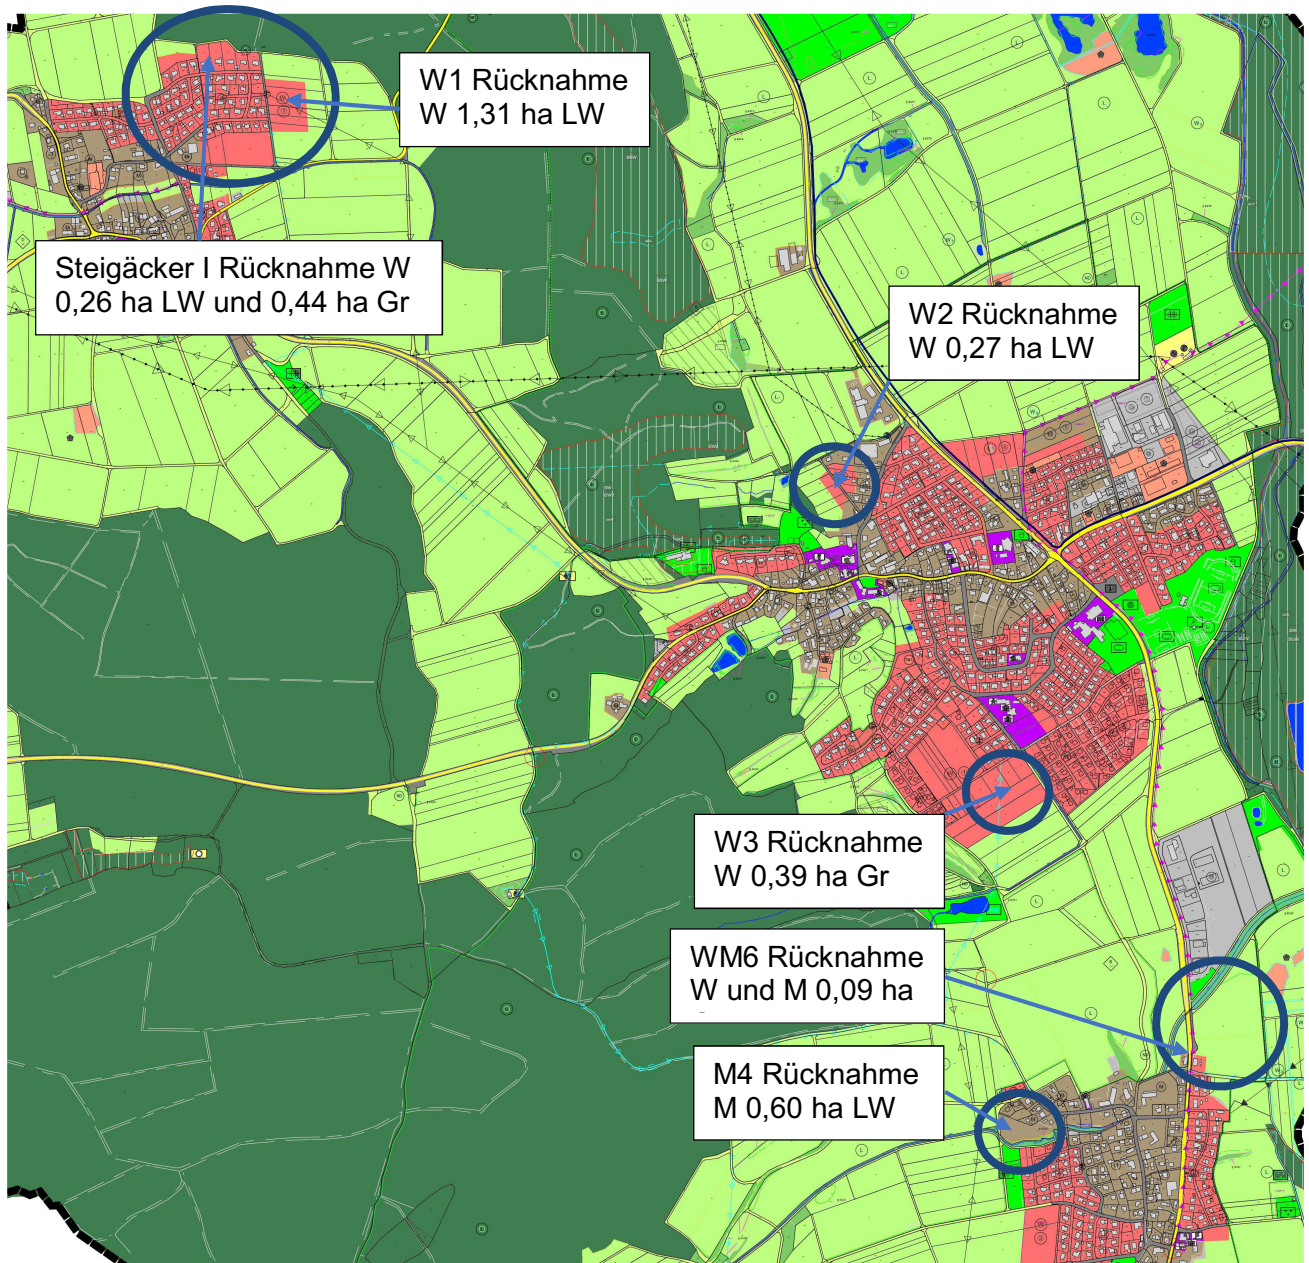 W1 Rücknahme
W 1,31 ha LW
Steigäcker I Rücknahme W
0,26 ha LW und 0,44 ha Gr
W2 Rücknahme
W 0,27 ha LW
W3 Rücknahme
W 0,39 ha Gr
WM6 Rücknahme
W und M 0,09 ha
M4 Rücknahme
M 0,60 ha LW